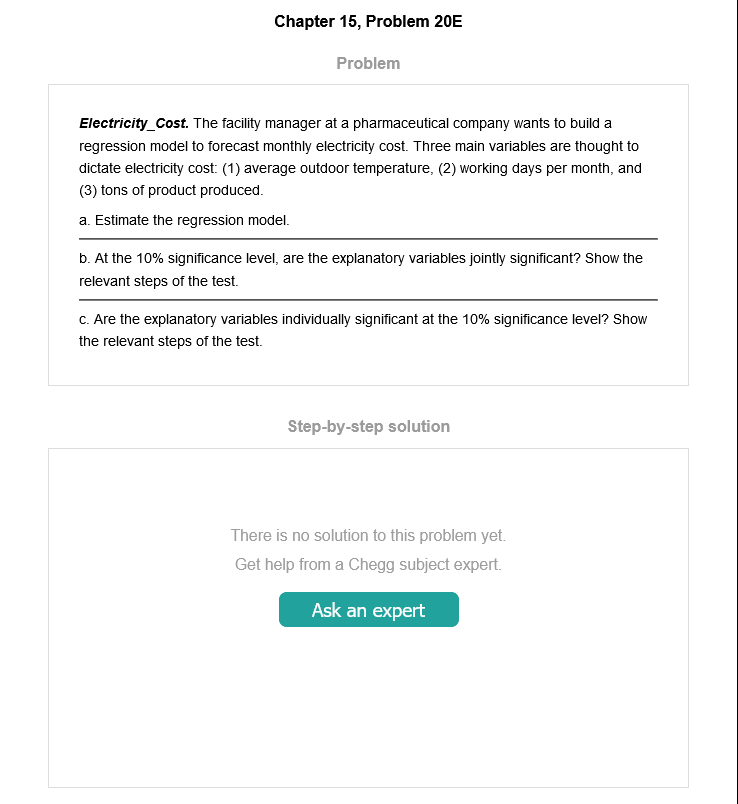 Chapter 15, Problem 20E
Problem
Electricity_Cost. The facility manager at a pharmaceutical company wants to build a
regression model to forecast monthly electricity cost. Three main variables are thought to
dictate electricity cost: (1) average outdoor temperature, (2) working days per month, and
(3) tons of product produced.
a. Estimate the regression model.
b. At the 10% significance level, are the explanatory variables jointly significant? Show the
relevant steps of the test.
c. Are the explanatory variables individually significant at the 10% significance level? Show
the relevant steps of the test.
Step-by-step solution
There is no solution to this problem yet.
Get help from a Chegg subject expert.
Ask an expert